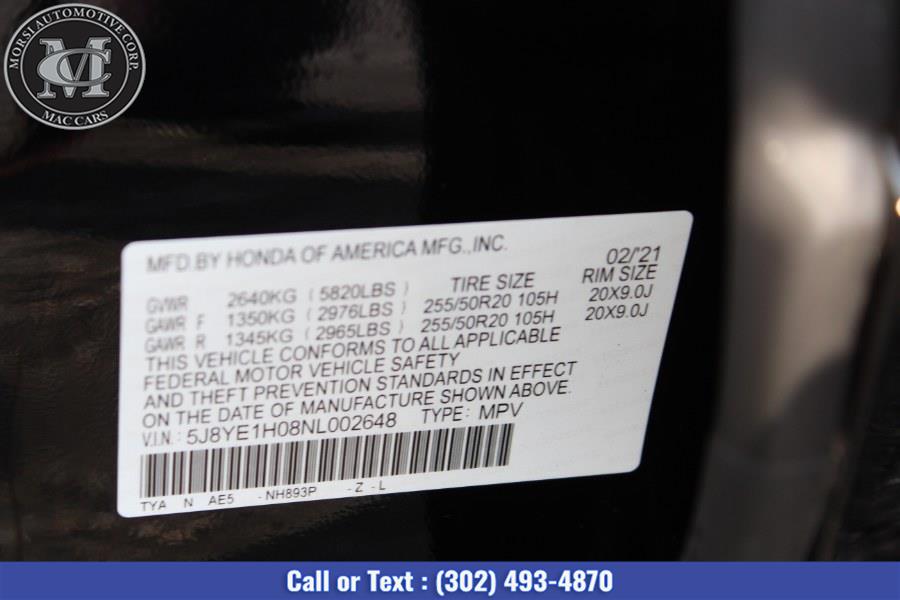 MORSI AUTOMOTIVE CORP.
MC
MAC CARS
MFD. BY HONDA OF AMERICA MFG., INC. 02/'21
GVWR 2640KG (5820LBS) TIRE SIZE RIM SIZE
GAWR F 1350KG (2976LBS) 255/50R20 105H 20X9.0J
GAWR R 1345KG (2965LBS) 255/50R20 105H 20X9.0J
THIS VEHICLE CONFORMS TO ALL APPLICABLE
FEDERAL MOTOR VEHICLE SAFETY
AND THEFT PREVENTION STANDARDS IN EFFECT
ON THE DATE OF MANUFACTURE SHOWN ABOVE.
V.I.N.: 5J8YE1H08NL002648 TYPE: MPV
TYA N AE5 -NH893P -Z -L
Call or Text : (302) 493-4870